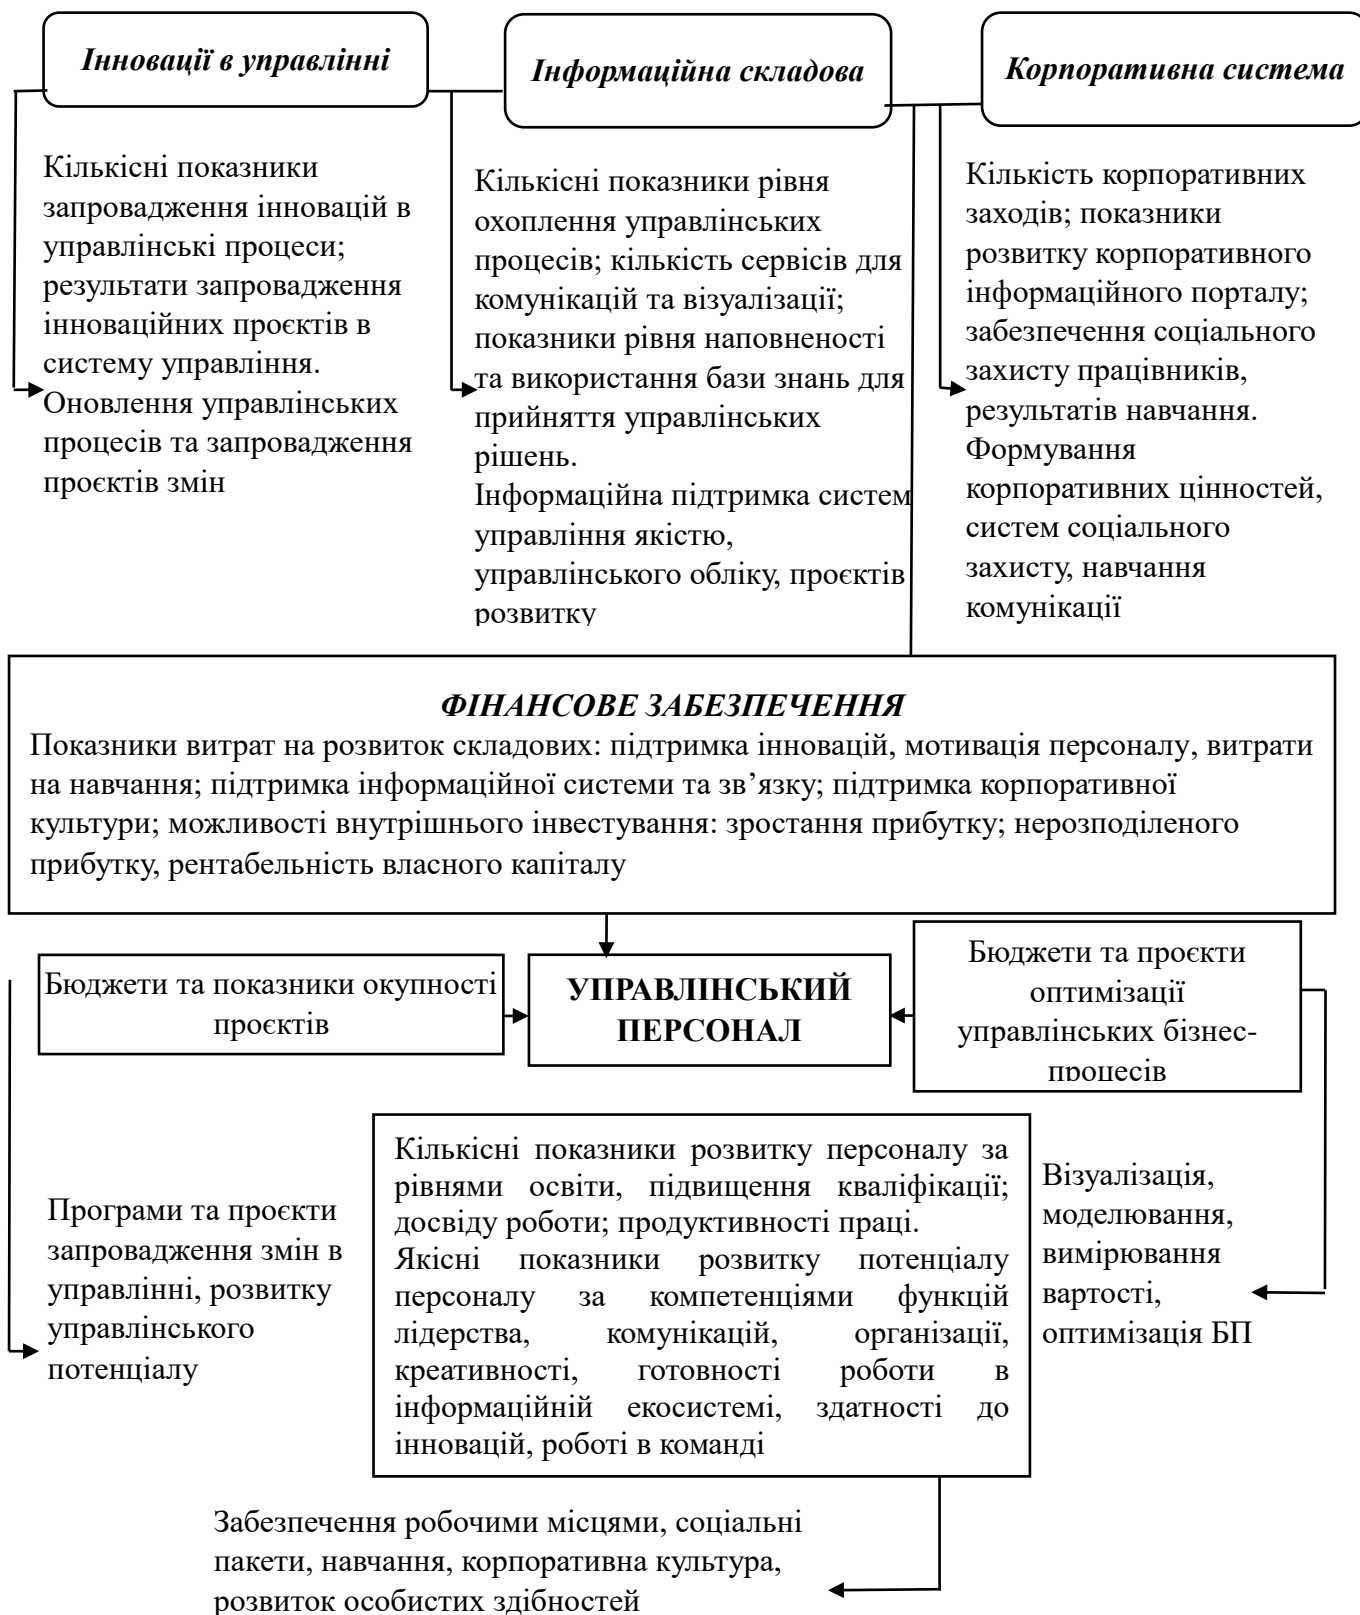 Інновації в управлінні
Інформаційна складова
Корпоративна система
Кількісні показники
запровадження інновацій в
управлінські процеси;
результати запровадження
інноваційних проєктів в
систему управління.
Оновлення управлінських
процесів та запровадження
проєктів змін
Кількісні показники рівня
охоплення управлінських
процесів; кількість сервісів для
комунікацій та візуалізації;
показники рівня наповненості
та використання бази знань для
прийняття управлінських
рішень.
Інформаційна підтримка систем
управління якістю,
управлінського обліку, проєктів
розвитку
Кількість корпоративних
заходів; показники
розвитку корпоративного
інформаційного порталу;
забезпечення соціального
захисту працівників,
результатів навчання.
Формування
корпоративних цінностей,
систем соціального
захисту, навчання
комунікації
ФІНАНСОВЕ ЗАБЕЗПЕЧЕННЯ
Показники витрат на розвиток складових: підтримка інновацій, мотивація персоналу, витрати
на навчання; підтримка інформаційної системи та зв’язку; підтримка корпоративної
культури; можливості внутрішнього інвестування: зростання прибутку; нерозподіленого
прибутку, рентабельність власного капіталу
Бюджети та показники окупності
проєктів
УПРАВЛІНСЬКИЙ
ПЕРСОНАЛ
Бюджети та проєкти
оптимізації
управлінських бізнес-
процесів
Програми та проєкти
запровадження змін в
управлінні, розвитку
управлінського
потенціалу
Кількісні показники розвитку персоналу за
рівнями освіти, підвищення кваліфікації;
досвіду роботи; продуктивності праці.
Якісні показники розвитку потенціалу
персоналу за компетенціями функцій
лідерства, комунікацій, організації,
креативності, готовності роботи в
інформаційній екосистемі, здатності до
інновацій, роботі в команді
Візуалізація,
моделювання,
вимірювання
вартості,
оптимізація БП
Забезпечення робочими місцями, соціальні
пакети, навчання, корпоративна культура,
розвиток особистих здібностей